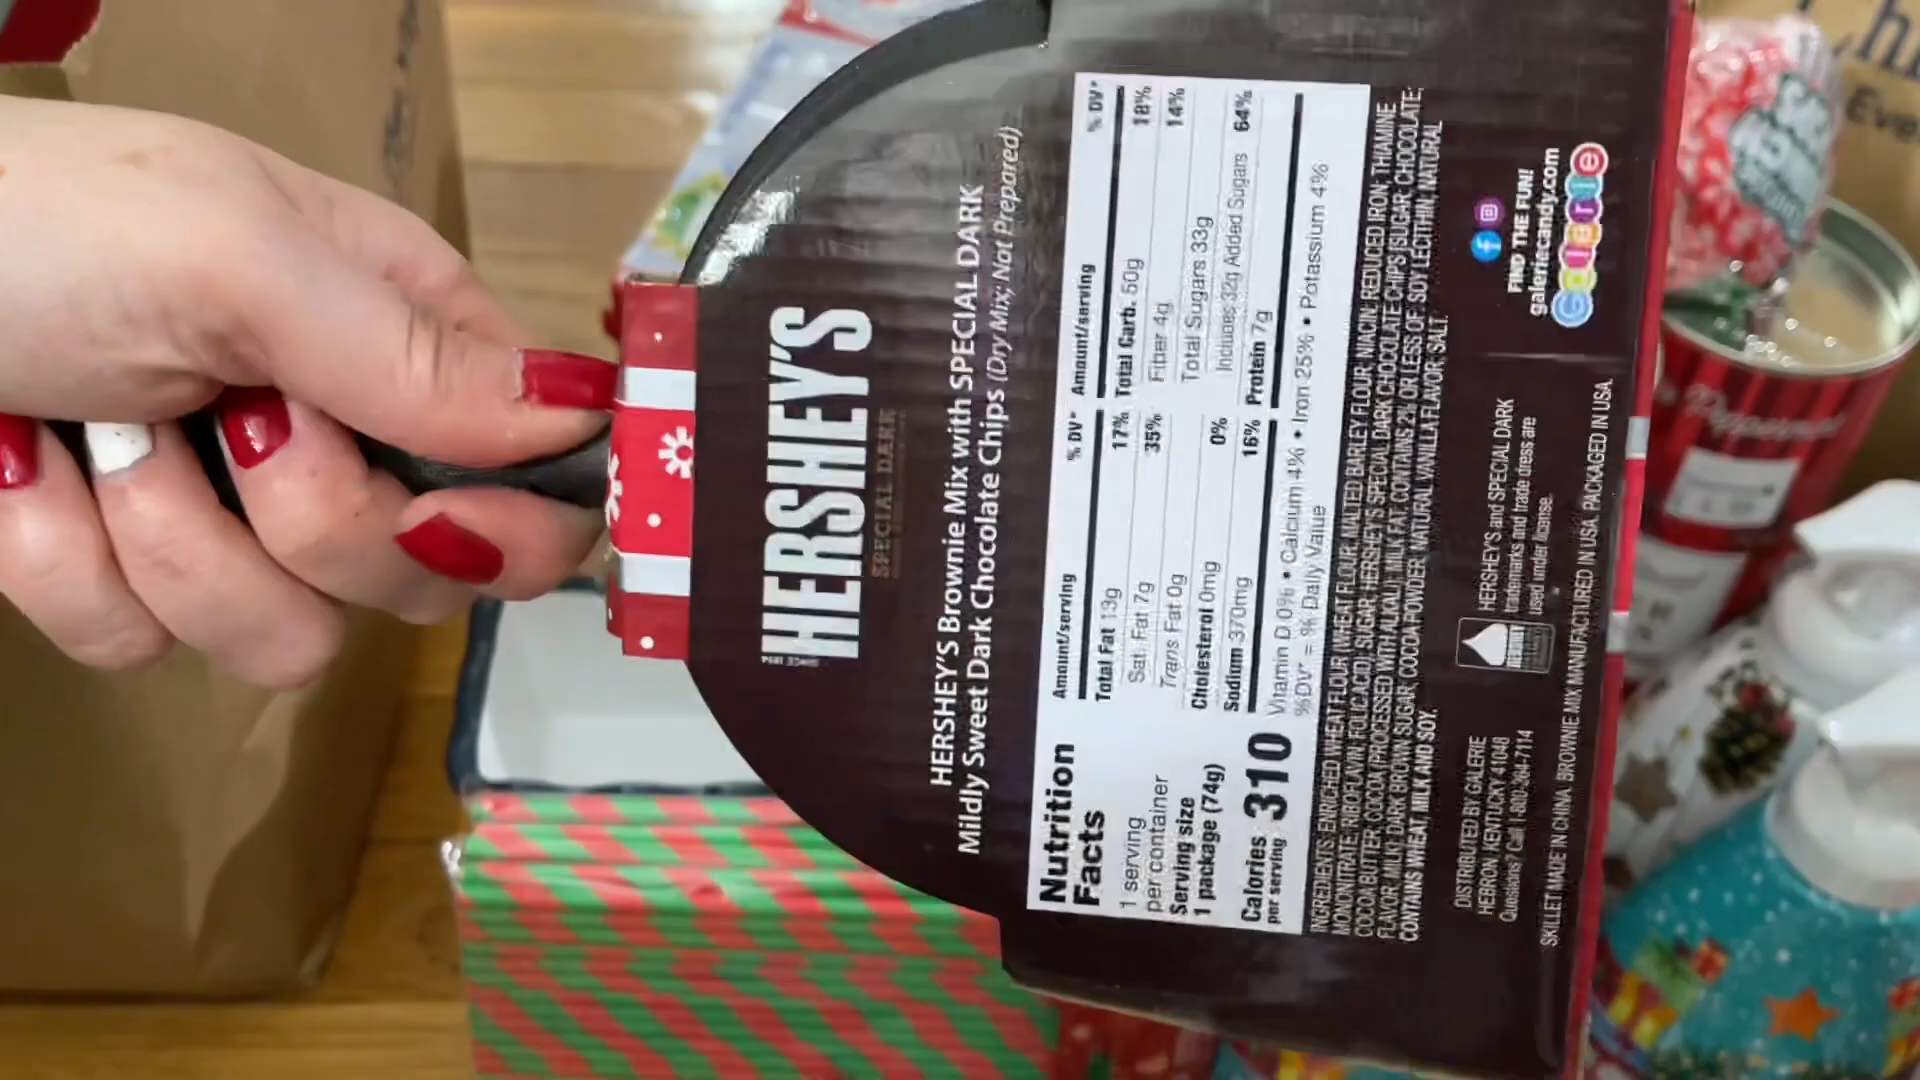 HERSHEY'S
SPECIAL DARK
HERSHEY'S Brownie Mix with SPECIAL DARK
Mildly Sweet Dark Chocolate Chips (Dry Mix; Not Prepared)
Nutrition
Facts
1 serving
per container
Serving size
1 package (74g)
Calories 310
per serving
Amount/serving % DV*
Total Fat 13g 17%
Sat. Fat 7g 35%
Trans Fat 0g
Cholesterol 0mg 0%
Sodium 370mg 16%
Amount/serving % DV*
Total Carb. 50g 18%
Fiber 4g 14%
Total Sugars 33g
Includes 32g Added Sugars 64%
Protein 7g
Vitamin D 0% • Calcium 4% • Iron 25% • Potassium 4%
%DV* = % Daily Value
INGREDIENTS: ENRICHED WHEAT FLOUR (WHEAT FLOUR, MALTED BARLEY FLOUR, NIACIN, REDUCED IRON, THIAMINE
MONONITRATE, RIBOFLAVIN, FOLIC ACID), SUGAR, HERSHEY'S SPECIAL DARK CHOCOLATE CHIPS (SUGAR; CHOCOLATE;
COCOA BUTTER; COCOA PROCESSED WITH ALKALI; MILK FAT; CONTAINS 2% OR LESS OF: SOY LECITHIN; NATURAL
FLAVOR; MILK), DARK BROWN SUGAR, COCOA POWDER, NATURAL VANILLA FLAVOR, SALT.
CONTAINS WHEAT, MILK AND SOY.
DISTRIBUTED BY GALERIE
HEBRON, KENTUCKY 41048
Questions? Call 1-800-364-7114
HERSHEY'S and SPECIAL DARK
trademarks and trade dress are
used under license.
FIND THE FUN!
galeriecandy.com
Galerie
SKILLET MADE IN CHINA. BROWNIE MIX MANUFACTURED IN USA. PACKAGED IN USA.
Peppermint
Eve